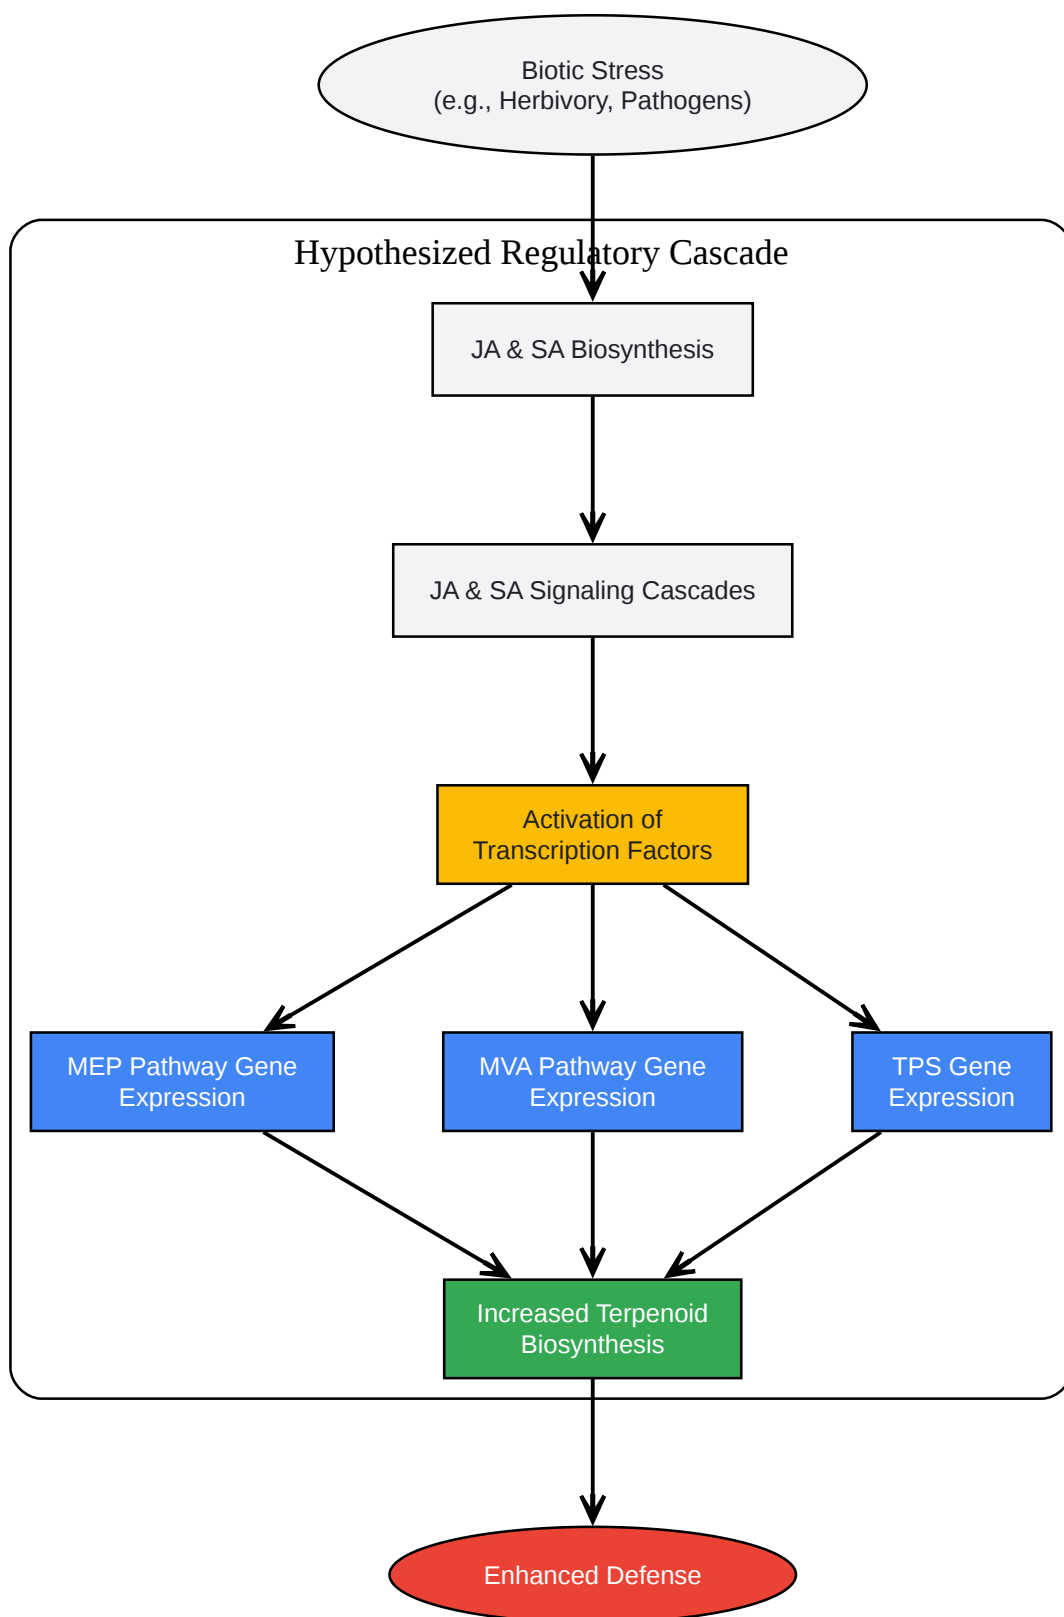 Biotic Stress
(e.g., Herbivory, Pathogens)
Hypothesized Regulatory Cascade
JA & SA Biosynthesis
JA & SA Signaling Cascades
Activation of
Transcription Factors
MEP Pathway Gene
Expression
MVA Pathway Gene
Expression
TPS Gene
Expression
Increased Terpenoid
Biosynthesis
Enhanced Defense